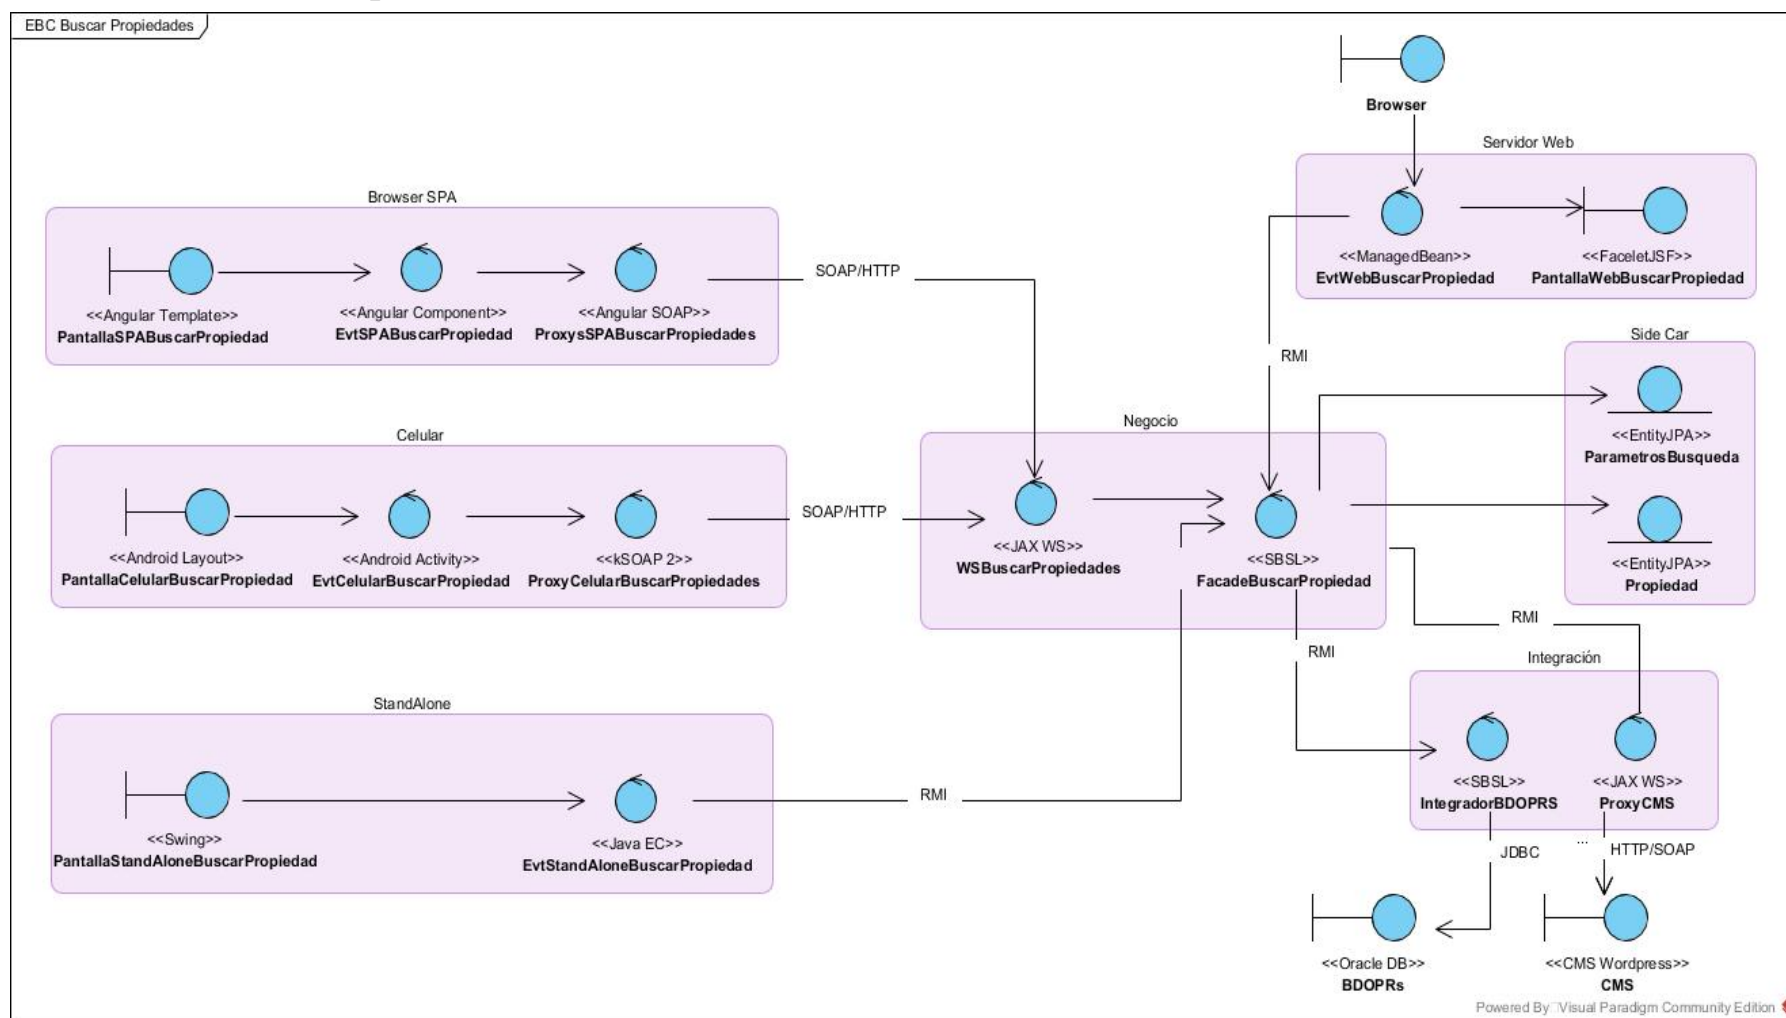 EBC Buscar Propiedades
Browser
Servidor Web
<<ManagedBean>>
EvtWebBuscarPropiedad
<<FaceletJSF>>
PantallaWebBuscarPropiedad
Browser SPA
<<Angular Template>>
PantallaSPABuscarPropiedad
<<Angular Component>>
EvtSPABuscarPropiedad
<<Angular SOAP>>
ProxysSPABuscarPropiedades
SOAP/HTTP
RMI
Side Car
<<EntityJPA>>
ParametrosBusqueda
<<EntityJPA>>
Propiedad
Celular
<<Android Layout>>
PantallaCelularBuscarPropiedad
<<Android Activity>>
EvtCelularBuscarPropiedad
<<kSOAP 2>>
ProxyCelularBuscarPropiedades
SOAP/HTTP
Negocio
<<JAX WS>>
WSBuscarPropiedades
<<SBSL>>
FacadeBuscarPropiedad
RMI
RMI
Integración
<<SBSL>>
IntegradorBDOPRS
<<JAX WS>>
ProxyCMS
StandAlone
<<Swing>>
PantallaStandAloneBuscarPropiedad
<<Java EC>>
EvtStandAloneBuscarPropiedad
RMI
JDBC
...
HTTP/SOAP
<<Oracle DB>>
BDOPRs
<<CMS Wordpress>>
CMS
Powered By Visual Paradigm Community Edition